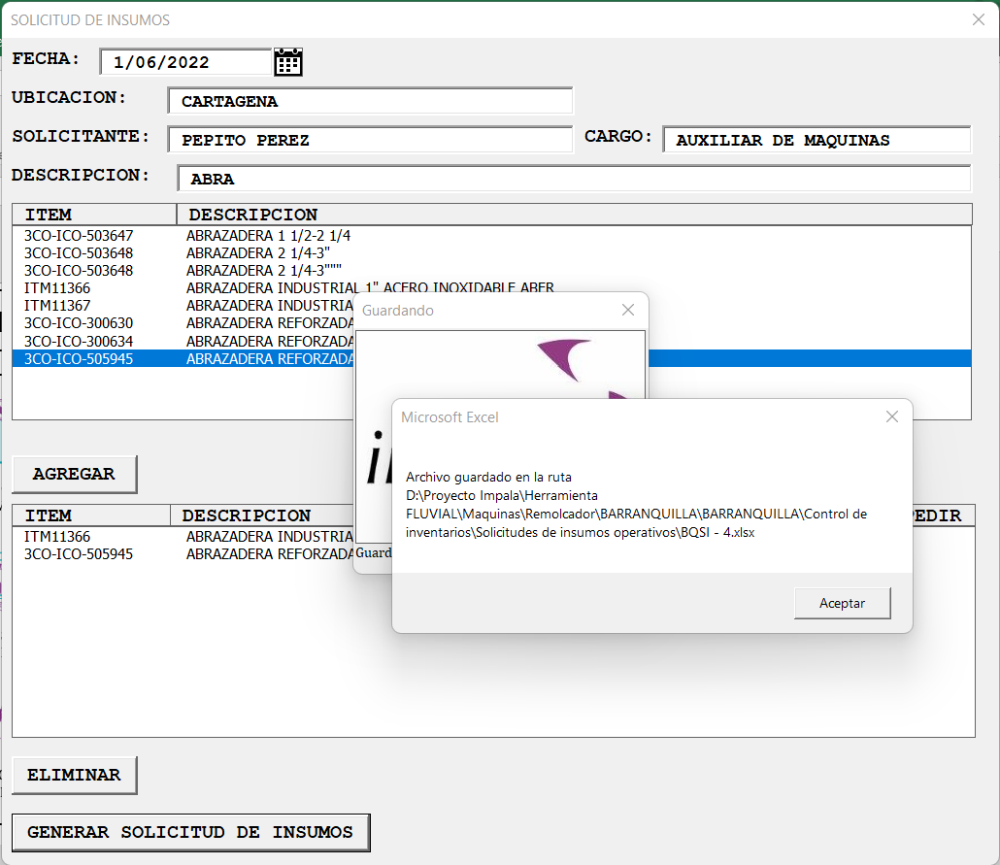 SOLICITUD DE INSUMOS
FECHA: 1/06/2022
UBICACION: CARTAGENA
SOLICITANTE: PEPITO PEREZ CARGO: AUXILIAR DE MAQUINAS
DESCRIPCION: ABRA
ITEM DESCRIPCION
3CO-ICO-503647 ABRAZADERA 1 1/2-2 1/4
3CO-ICO-503648 ABRAZADERA 2 1/4-3"
3CO-ICO-503648 ABRAZADERA 2 1/4-3"""
ITM11366 ABRAZADERA INDUSTRIAL 1" ACERO INOXIDABLE ABER
ITM11367 ABRAZADERA INDUSTRIA
3CO-ICO-300630 ABRAZADERA REFORZADA
3CO-ICO-300634 ABRAZADERA REFORZADA
3CO-ICO-505945 ABRAZADERA REFORZADA
Guardando
Microsoft Excel
Archivo guardado en la ruta
D:\Proyecto Impala\Herramienta
FLUVIAL\Maquinas\Remolcador\BARRANQUILLA\BARRANQUILLA\Control de
inventarios\Solicitudes de insumos operativos\BQSI - 4.xlsx
Aceptar
Guard
AGREGAR
ITEM DESCRIPCION EDIR
ITM11366 ABRAZADERA INDUSTRIA
3CO-ICO-505945 ABRAZADERA REFORZADA
ELIMINAR
GENERAR SOLICITUD DE INSUMOS